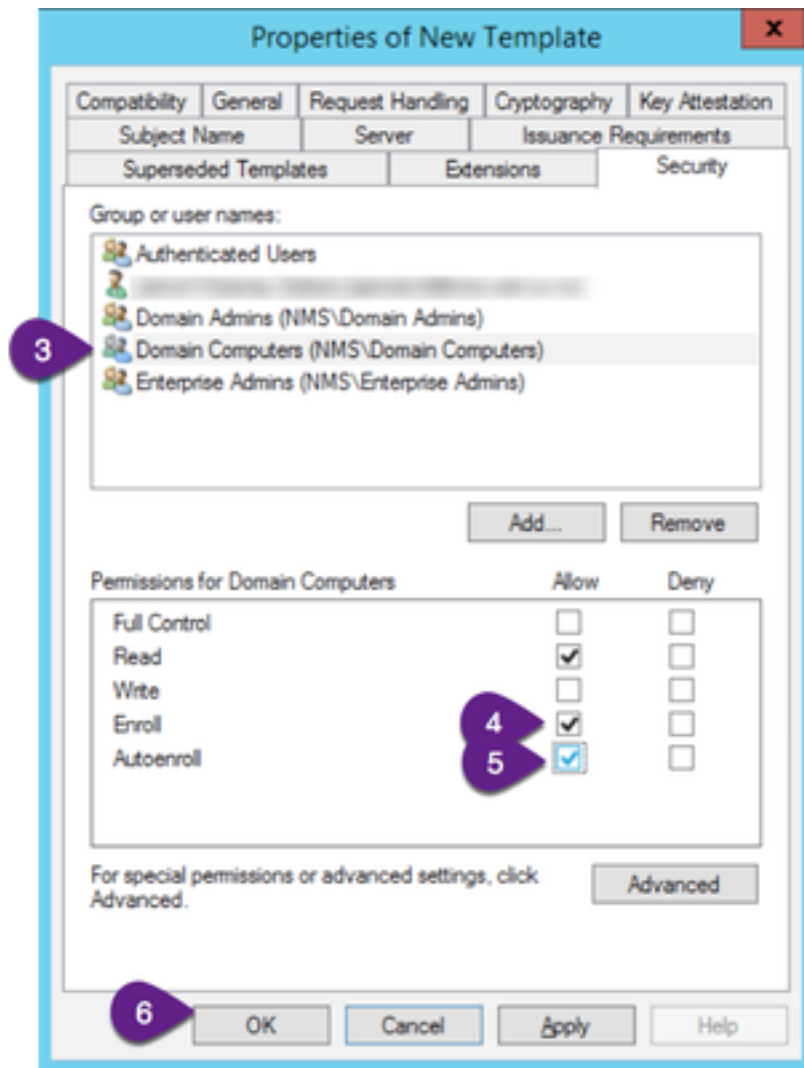 Properties of New Template
x
Compatibility General Request Handling Cryptography Key Attestation
Subject Name Server Issuance Requirements
Superseded Templates Extensions Security
Group or user names:
Authenticated Users
Domain Admins (NMS\Domain Admins)
3 Domain Computers (NMS\Domain Computers)
Enterprise Admins (NMS\Enterprise Admins)
Add... Remove
Permissions for Domain Computers Allow Deny
Full Control
Read
Write
Enroll 4
Autoenroll 5
For special permissions or advanced settings, click
Advanced.
Advanced
6 OK Cancel Apply Help